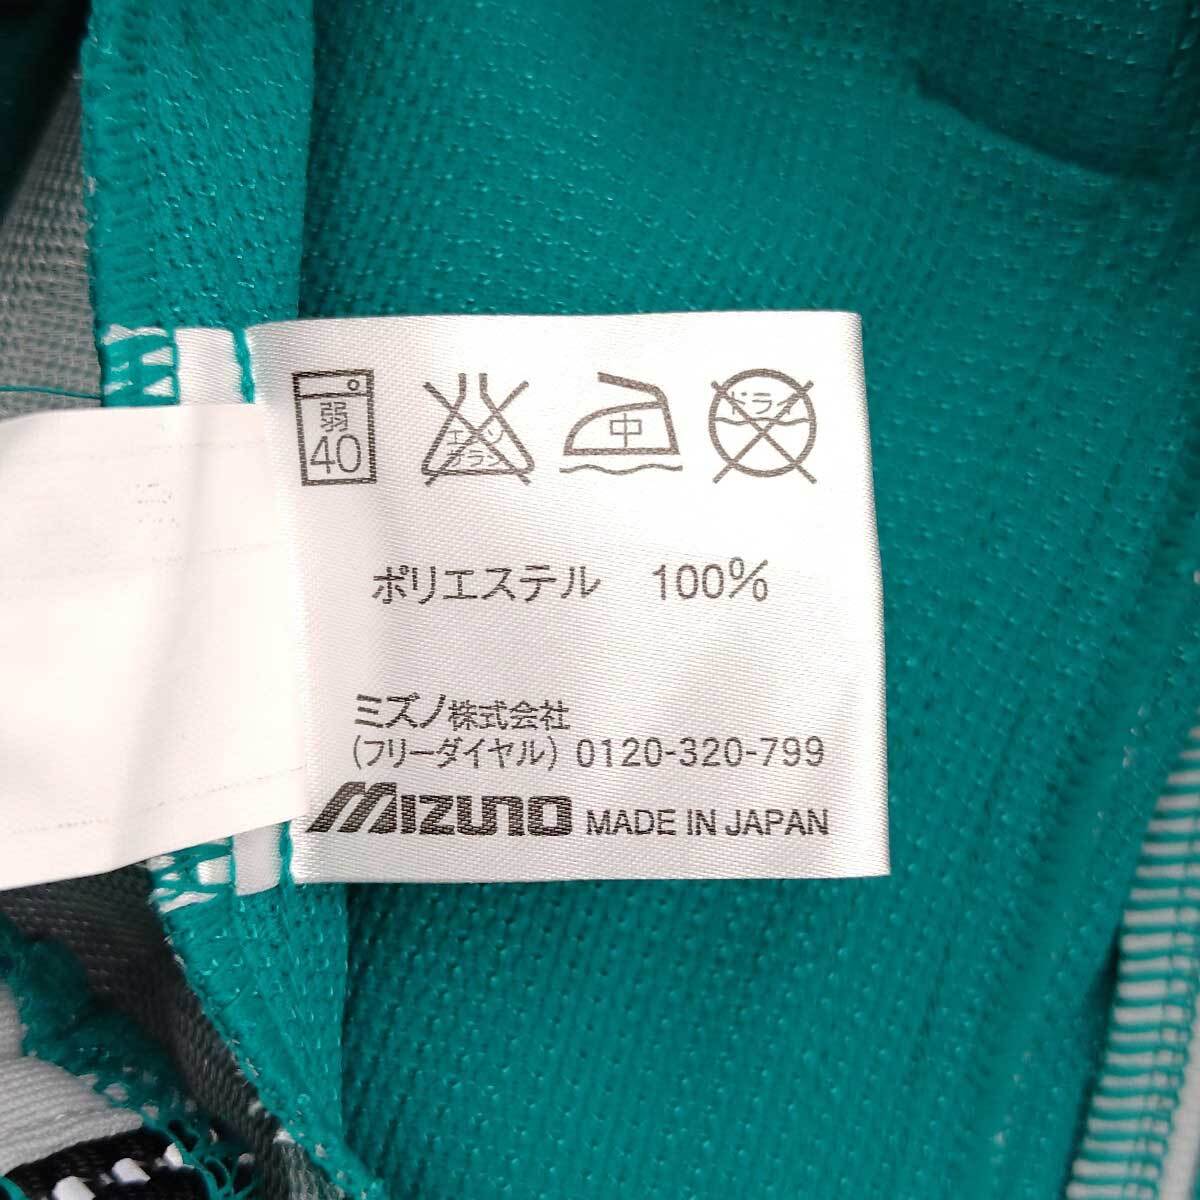 弱
40
エンソ
サラシ
中
ドライ
ポリエステル 100%
ミズノ株式会社
(フリーダイヤル) 0120-320-799
MIZUNO MADE IN JAPAN